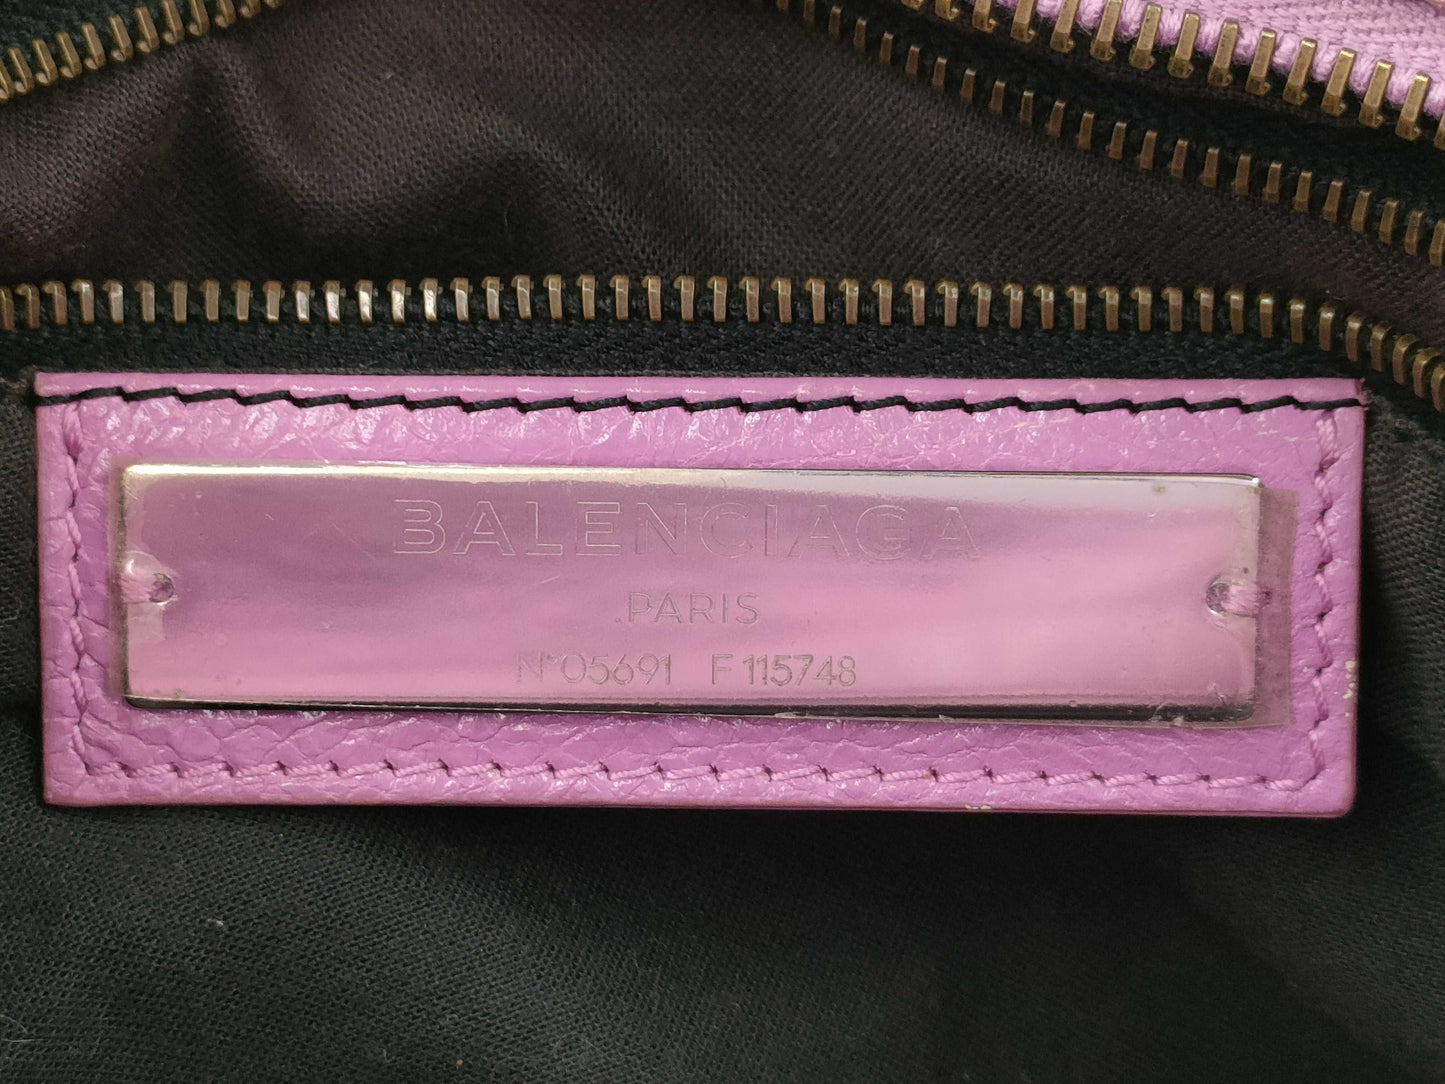 BALENCIAGA
.PARIS
N°05691 F 115748